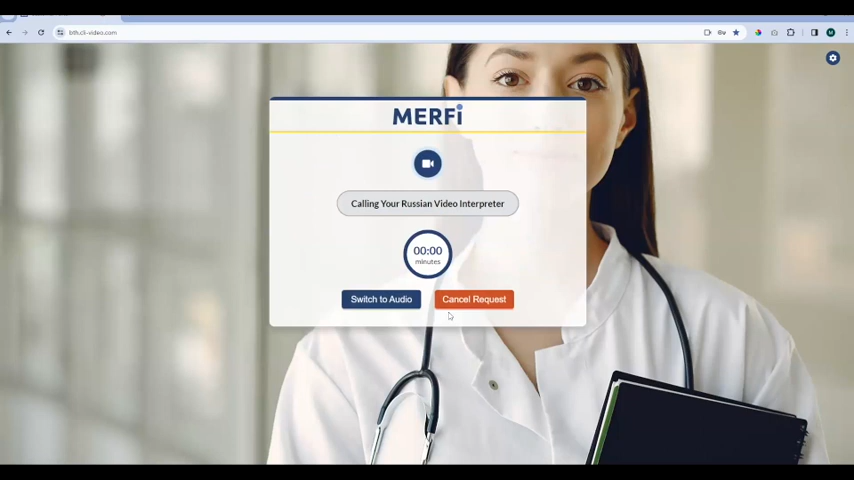 bth.ck-video.com
MERFi
Calling Your Russian Video Interpreter
00:00
minutes
Switch to Audio
Cancel Request